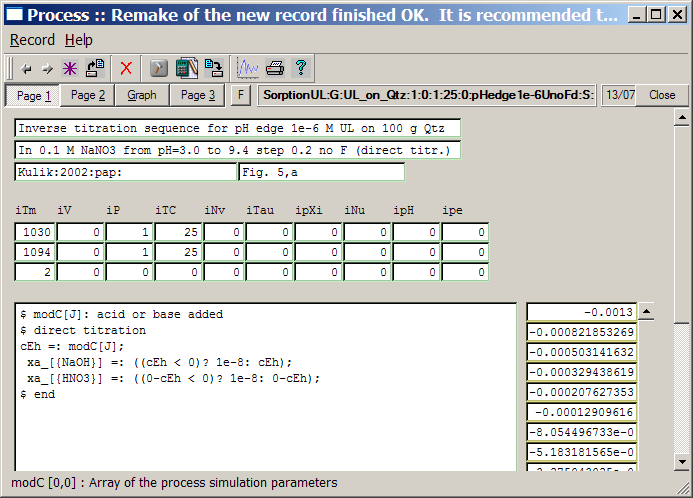 Process :: Remake of the new record finished OK. It is recommended t...
Record Help
Page 1 Page 2 Graph Page 3 F SorptionUL:G:UL_on_Qtz:1:0:1:25:0:pHedge1e-6UnoFd:S: 13/07 Close
Inverse titration sequence for pH edge 1e-6 M UL on 100 g Qtz
In 0.1 M NaNO3 from pH=3.0 to 9.4 step 0.2 no F (direct titr.)
Kulik:2002:pap: Fig. 5,a
iTm iV iP iTC iNv iTau ipXi iNu ipH ipe
1030 0 1 25 0 0 0 0 0 0
1094 0 1 25 0 0 0 0 0 0
2 0 0 0 0 0 0 0 0 0
$ modC[J]: acid or base added
$ direct titration
cEh =: modC[J];
xa_[{NaOH}] =: ((cEh < 0)? 1e-8: cEh);
xa_[{HNO3}] =: ((0-cEh < 0)? 1e-8: 0-cEh);
$ end
-0.0013
-0.000821853269
-0.000503141632
-0.000329438619
-0.000207627353
-0.00012909616
-8.054496733e-0
-5.183181565e-0
modC [0,0] : Array of the process simulation parameters